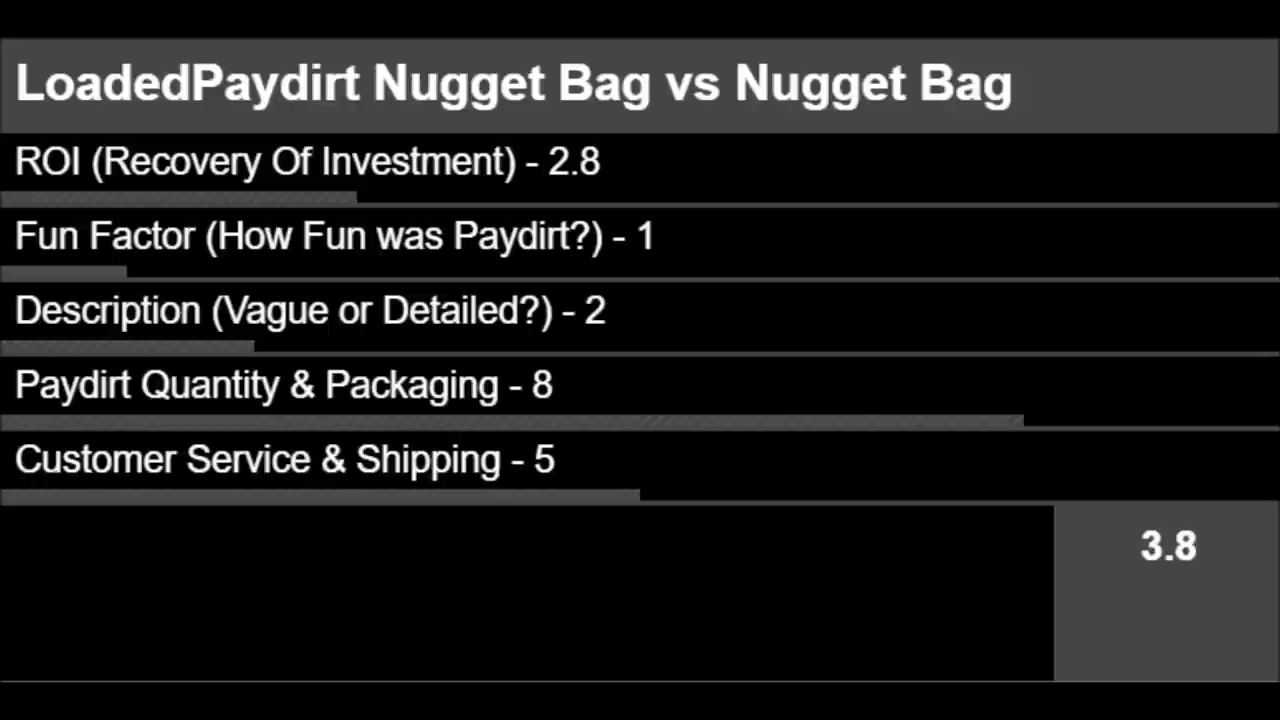 LoadedPaydirt Nugget Bag vs Nugget Bag
ROI (Recovery Of Investment) - 2.8
Fun Factor (How Fun was Paydirt?) - 1
Description (Vague or Detailed?) - 2
Paydirt Quantity & Packaging - 8
Customer Service & Shipping - 5
3.8